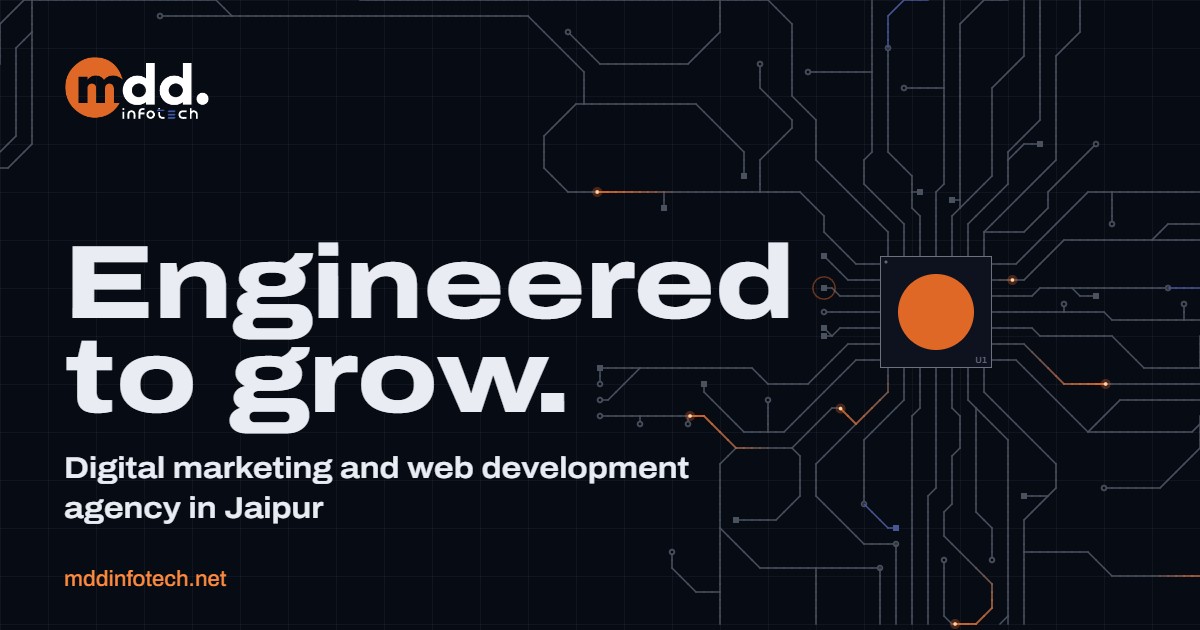 mdd.
infotech
Engineered
to grow.
U1
Digital marketing and web development
agency in Jaipur
mddinfotech.net